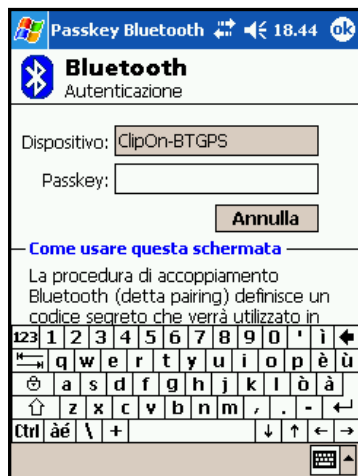 Passkey Bluetooth 18.44 ok
Bluetooth
Autenticazione
Dispositivo: ClipOn-BTGPS
Passkey:
Annulla
Come usare questa schermata
La procedura di accoppiamento
Bluetooth (detta pairing) definisce un
codice segreto che verrà utilizzato in
123 1 2 3 4 5 6 7 8 9 0 ' ì
q w e r t y u i o p è ù
a s d f g h j k l ò à
z x c v b n m , . -
Ctrl àé \ +